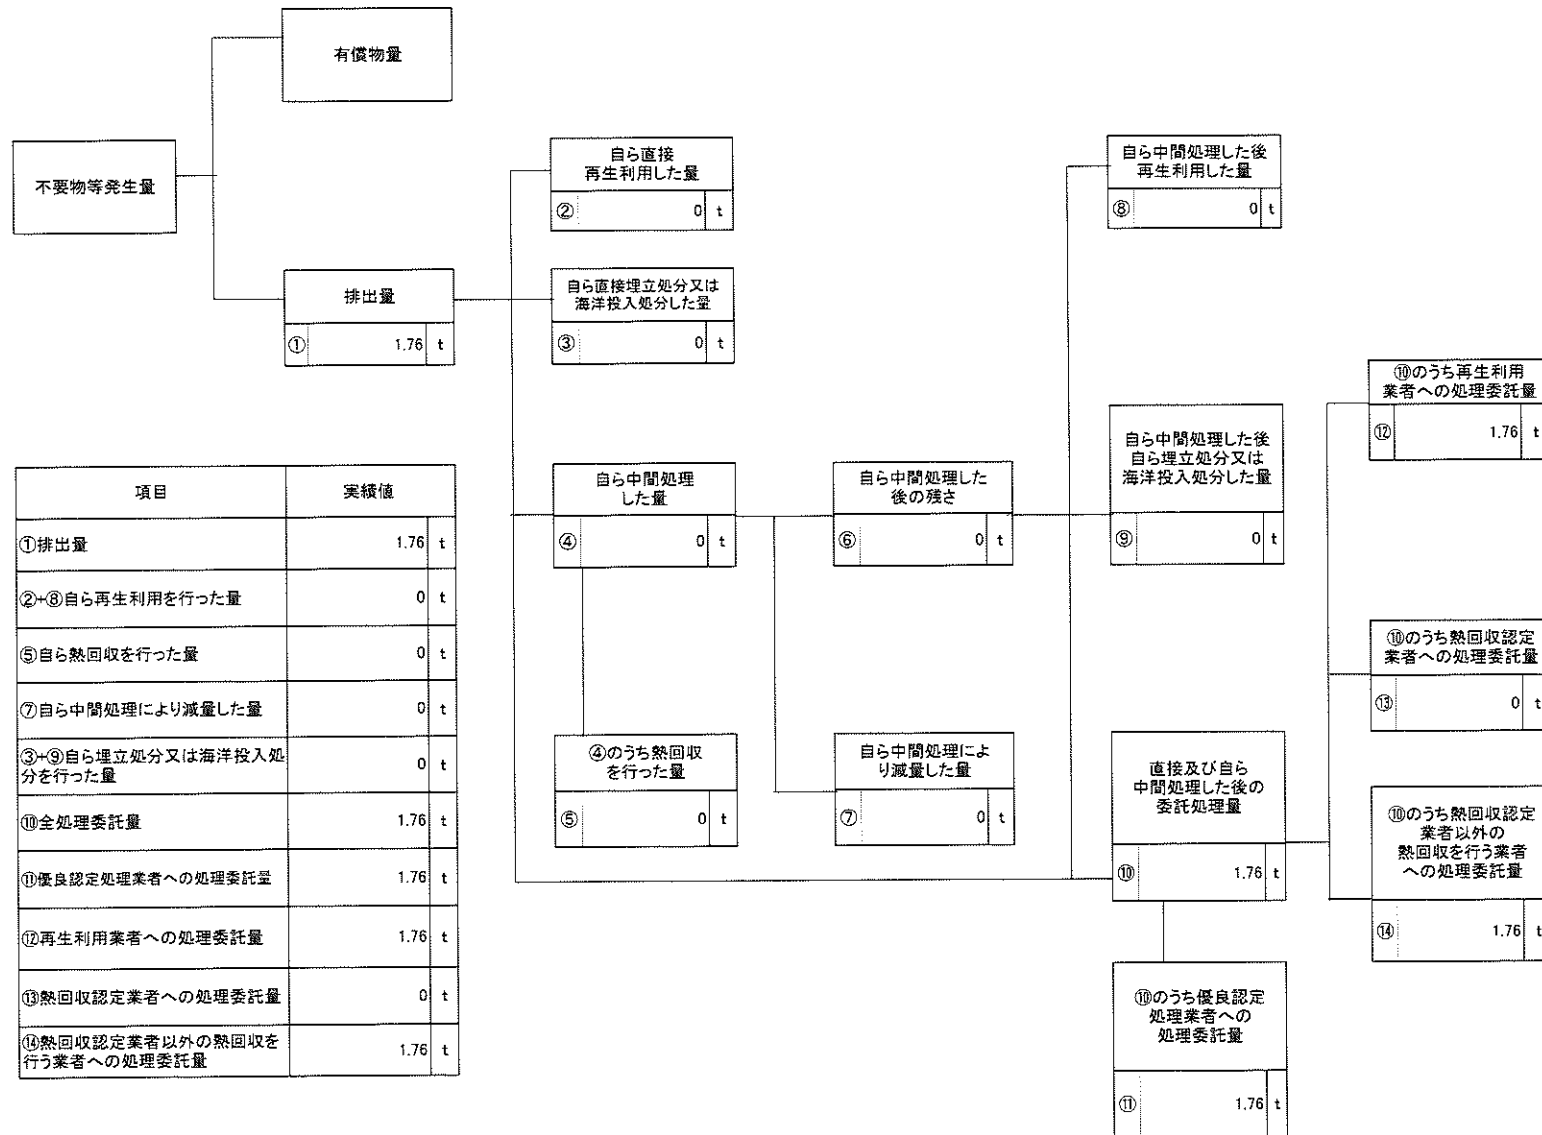 有償物量
不要物等発生量
排出量
① 1.76 t
自ら直接
再生利用した量
② 0 t
自ら直接埋立処分又は
海洋投入処分した量
③ 0 t
自ら中間処理
した量
④ 0 t
④のうち熱回収
を行った量
⑤ 0 t
自ら中間処理した
後の残さ
⑥ 0 t
自ら中間処理によ
り減量した量
⑦ 0 t
自ら中間処理した後
再生利用した量
⑧ 0 t
自ら中間処理した後
自ら埋立処分又は
海洋投入処分した量
⑨ 0 t
直接及び自ら
中間処理した後の
委託処理量
⑩ 1.76 t
⑩のうち優良認定
処理業者への
処理委託量
⑪ 1.76 t
⑩のうち再生利用
業者への処理委託量
⑫ 1.76 t
⑩のうち熱回収認定
業者への処理委託量
⑬ 0 t
⑩のうち熱回収認定
業者以外の
熱回収を行う業者
への処理委託量
⑭ 1.76 t
項目 実績値
①排出量 1.76 t
②+⑧自ら再生利用を行った量 0 t
⑤自ら熱回収を行った量 0 t
⑦自ら中間処理により減量した量 0 t
③+⑨自ら埋立処分又は海洋投入処
分を行った量 0 t
⑩全処理委託量 1.76 t
⑪優良認定処理業者への処理委託量 1.76 t
⑫再生利用業者への処理委託量 1.76 t
⑬熱回収認定業者への処理委託量 0 t
⑭熱回収認定業者以外の熱回収を
行う業者への処理委託量 1.76 t